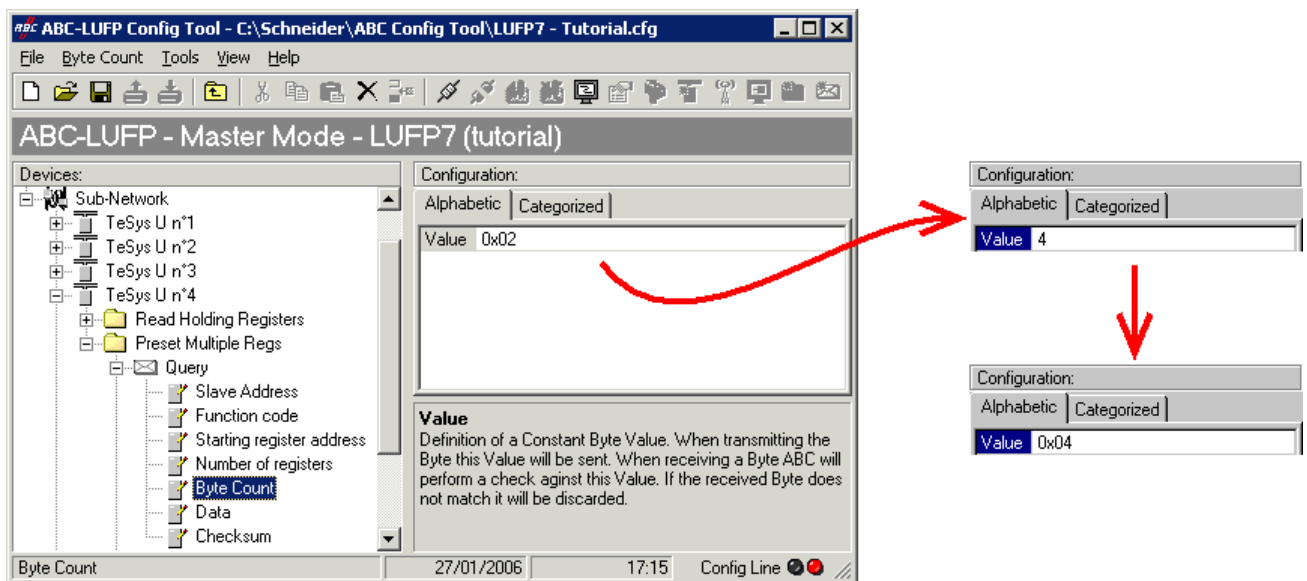 ABC-LUFP Config Tool - C:\Schneider\ABC Config Tool\LUFP7 - Tutorial.cfg
File Byte Count Tools View Help
ABC-LUFP - Master Mode - LUFP7 (tutorial)
Devices:
Sub-Network
TeSys U n°1
TeSys U n°2
TeSys U n°3
TeSys U n°4
Read Holding Registers
Preset Multiple Regs
Query
Slave Address
Function code
Starting register address
Number of registers
Byte Count
Data
Checksum
Configuration:
Alphabetic Categorized
Value 0x02
Value
Definition of a Constant Byte Value. When transmitting the
Byte this Value will be sent. When receiving a Byte ABC will
perform a check aginst this Value. If the received Byte does
not match it will be discarded.
Byte Count 27/01/2006 17:15 Config Line
Configuration:
Alphabetic Categorized
Value 4
Configuration:
Alphabetic Categorized
Value 0x04